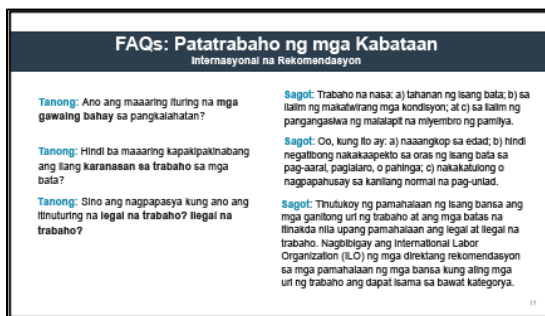 FAQs: Patatrabaho ng mga Kabataan
Internasyonal na Rekomendasyon
Tanong: Ano ang maaaring ituring na mga
gawaing bahay sa pangkalahatan?
Tanong: Hindi ba maaaring kapakipakinabang
ang ilang karanasan sa trabaho sa mga
bata?
Tanong: Sino ang nagpapasya kung ano ang
itinuturing na legal na trabaho? Ilegal na
trabaho?
Sagot: Trabaho na nasa: a) tahanan ng isang bata; b) sa
ilalim ng makatwirang mga kondisyon; at c) sa ilalim ng
pangangasiwa ng malalapit na miyembro ng pamilya.
Sagot: Oo, kung ito ay: a) naaangkop sa edad; b) hindi
negatibong nakakaapekto sa oras ng isang bata sa
pag-aaral, paglalaro, o pahinga; c) nakakatulong o
nagpapahusay sa kanilang normal na pag-unlad.
Sagot: Tinutukoy ng pamahalaan ng isang bansa ang
mga ganitong uri ng trabaho at ang mga batas na
itinakda nila upang pamahalaan ang legal at ilegal na
trabaho. Nagbibigay ang International Labor
Organization (ILO) ng mga direktang rekomendasyon
sa mga pamahalaan ng mga bansa kung aling mga
uri ng trabaho ang dapat isama sa bawat kategorya.